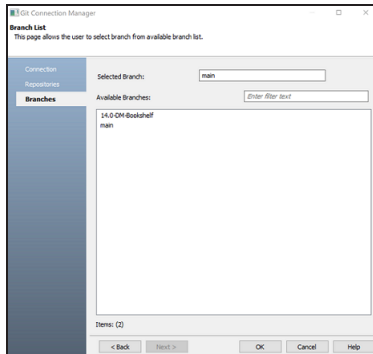 Git Connection Manager
Branch List
This page allows the user to select branch from available branch list.
Connection
Repositories
Branches
Selected Branch:
main
Available Branches:
Enter filter text
14.0-DM-Bookshelf
main
Items: (2)
< Back
Next >
OK
Cancel
Help